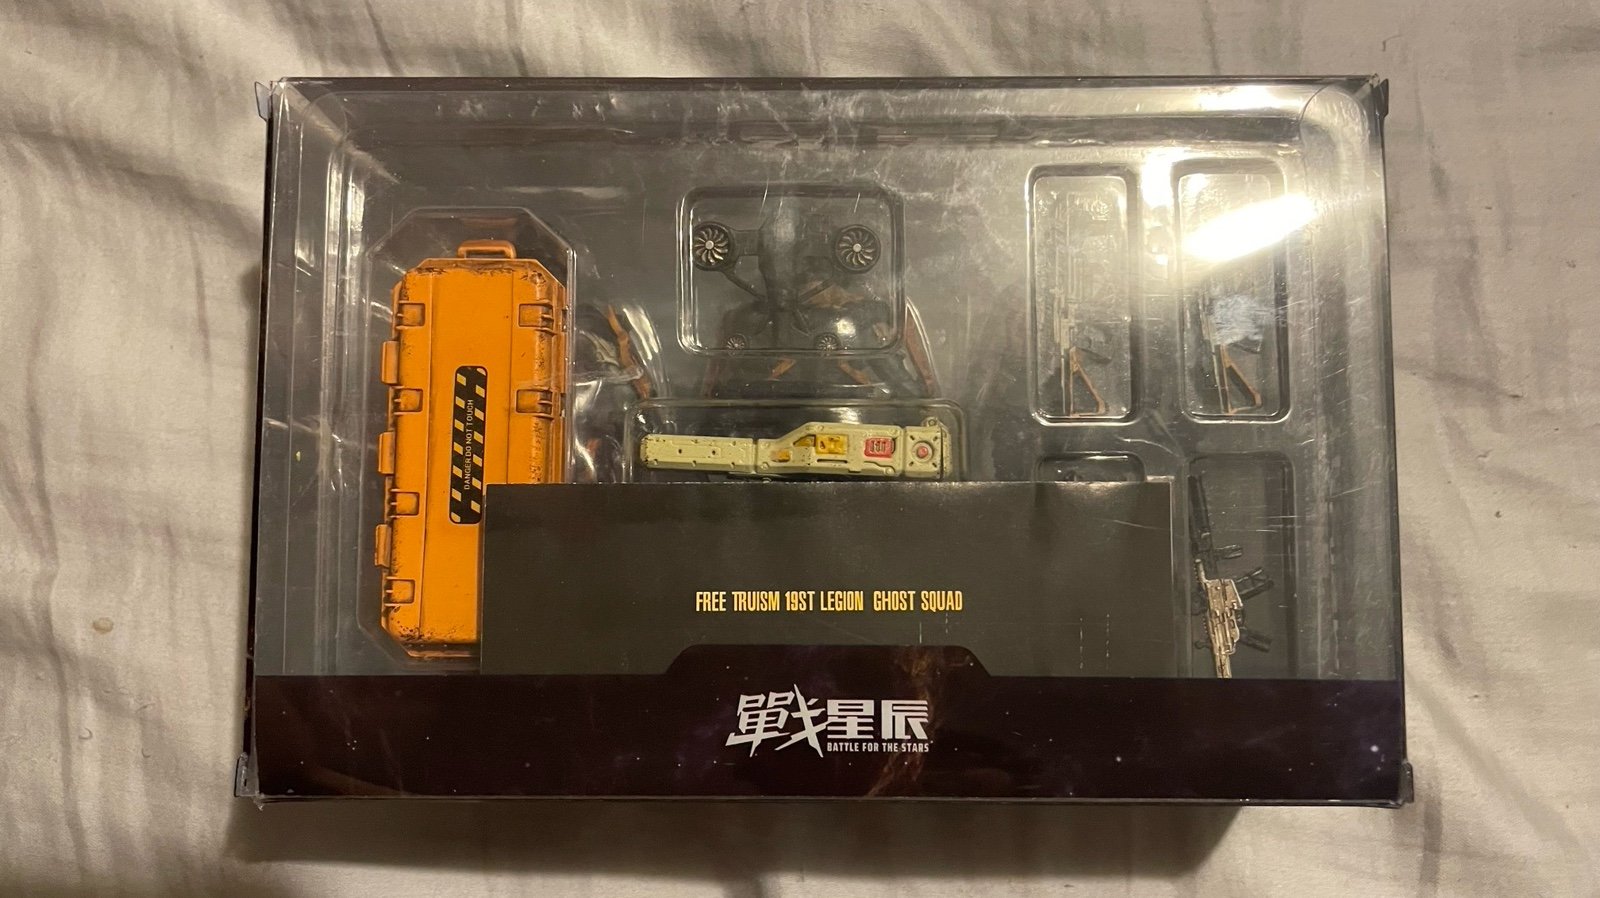 DANGER DO NOT TOUCH
FREE TRUISM 19ST LEGION GHOST SQUAD
戰星辰
BATTLE FOR THE STARS